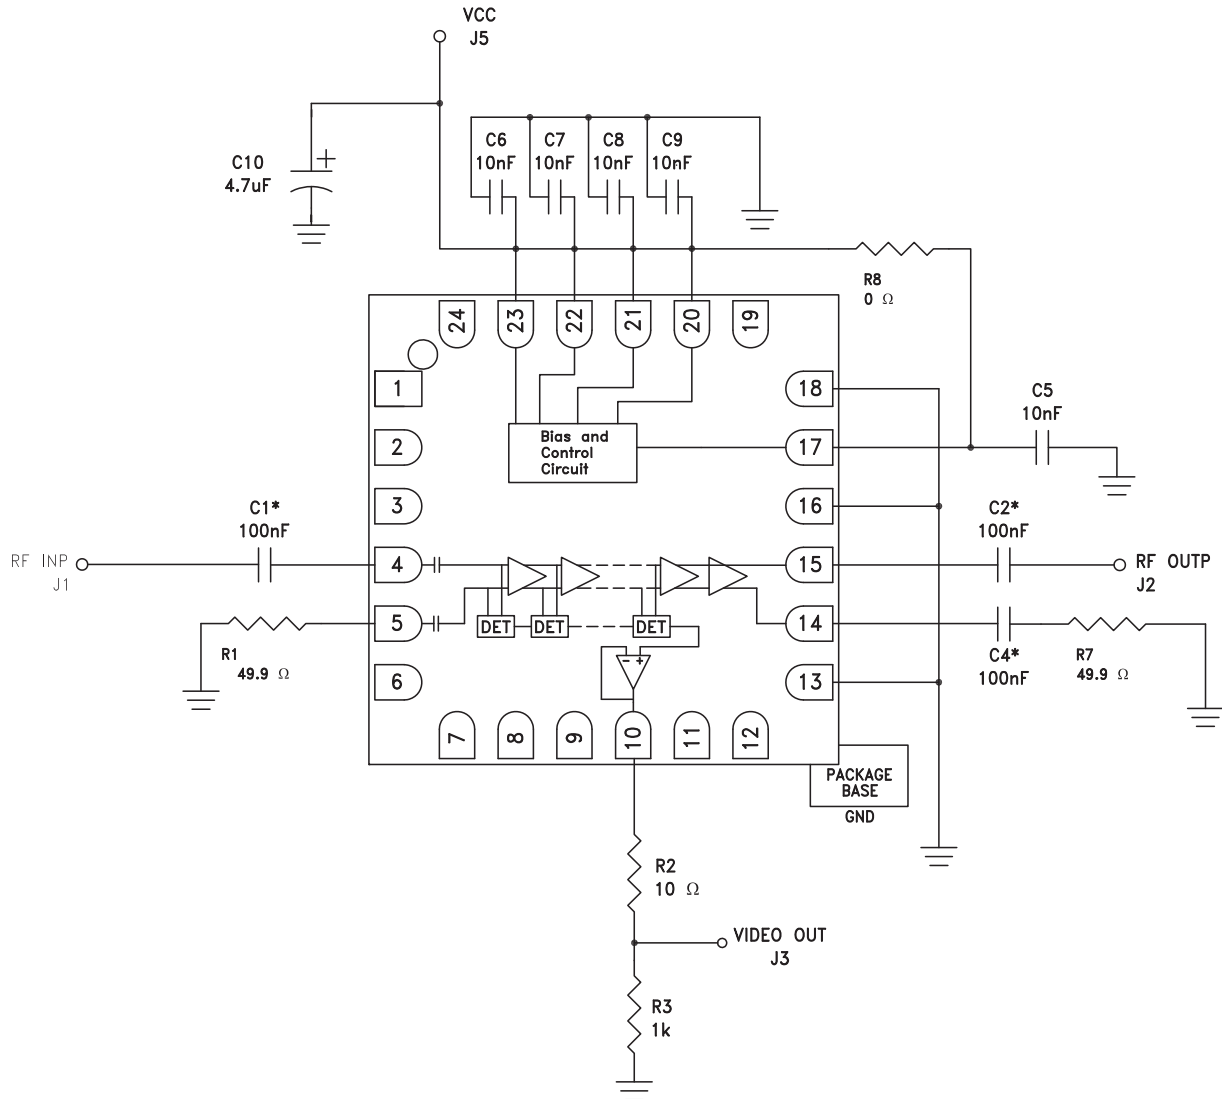 VCC
J5
C10
4.7uF
+
C6
10nF
C7
10nF
C8
10nF
C9
10nF
R8
0 Ω
24
23
22
21
20
19
1
2
3
4
5
6
18
17
16
15
14
13
Bias and
Control
Circuit
C5
10nF
C1*
100nF
RF INP
J1
C2*
100nF
RF OUTP
J2
R1
49.9 Ω
DET
DET
DET
- +
C4*
100nF
R7
49.9 Ω
7
8
9
10
11
12
PACKAGE
BASE
GND
R2
10 Ω
VIDEO OUT
J3
R3
1k